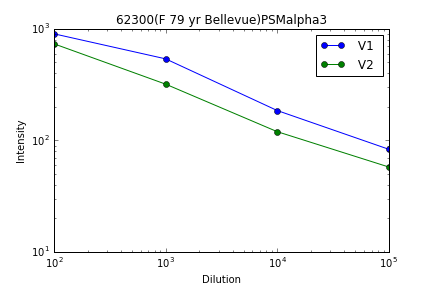 62300(F 79 yr Bellevue)PSMalpha3
10³
V1
V2
10²
Intensity
10¹
10² 10³ 10⁴ 10⁵
Dilution